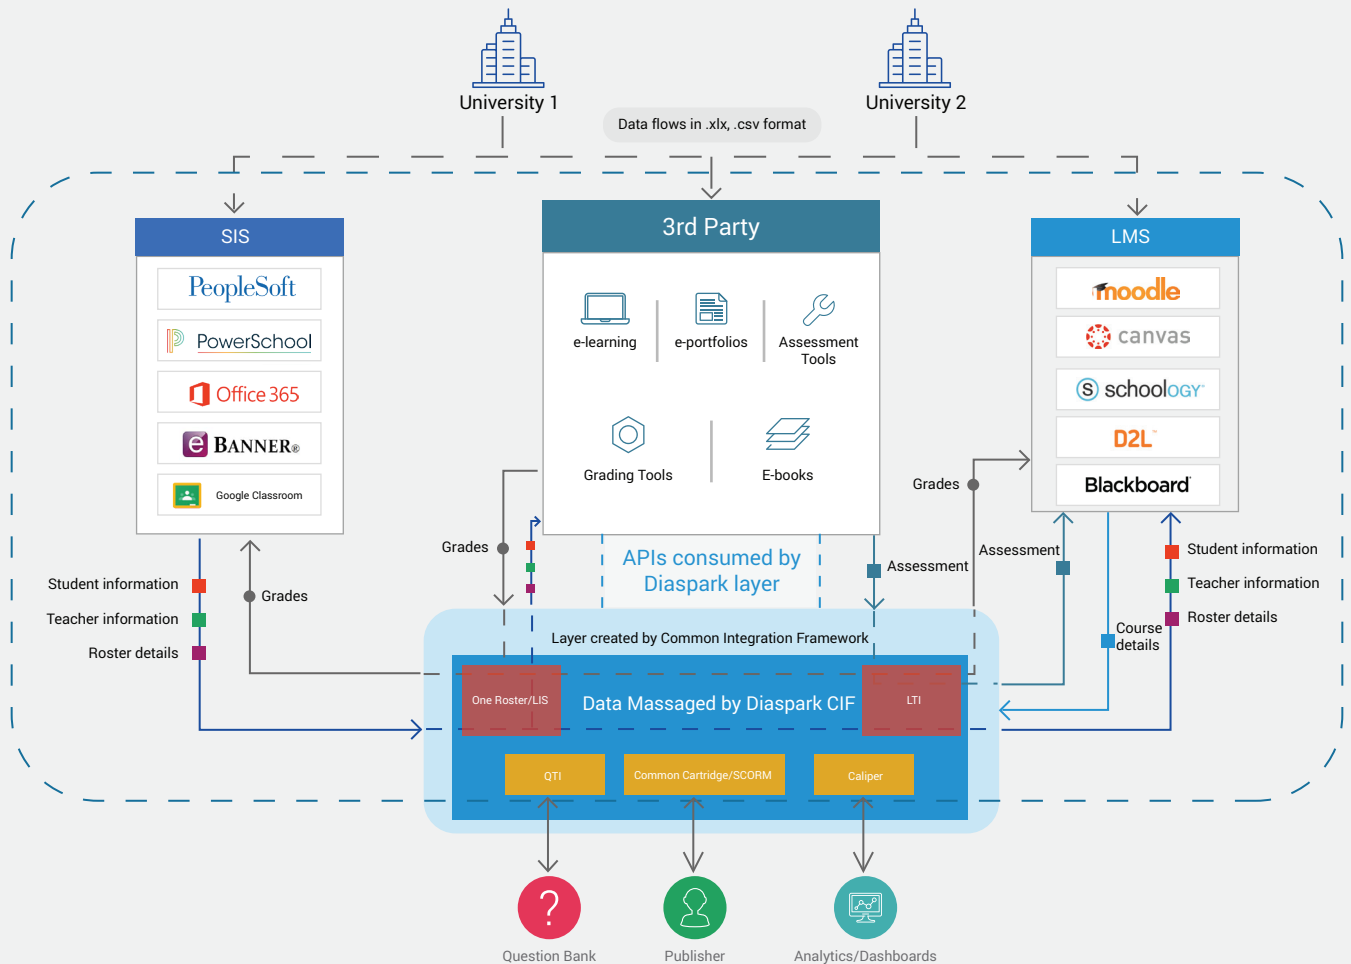 University 1
University 2
Data flows in .xlx, .csv format
SIS
PeopleSoft
PowerSchool
Office 365
e BANNER®
Google Classroom
3rd Party
e-learning
e-portfolios
Assessment
Tools
Grading Tools
E-books
LMS
moodle
canvas
S schoology™
D2L™
Blackboard
Grades
Grades
APIs consumed by
Diaspark layer
Assessment
Assessment
Student information
Teacher information
Roster details
Grades
Student information
Teacher information
Roster details
Course
details
Layer created by Common Integration Framework
One Roster/LIS
Data Massaged by Diaspark CIF
LTI
QTI
Common Cartridge/SCORM
Caliper
?
Question Bank
Publisher
Analytics/Dashboards